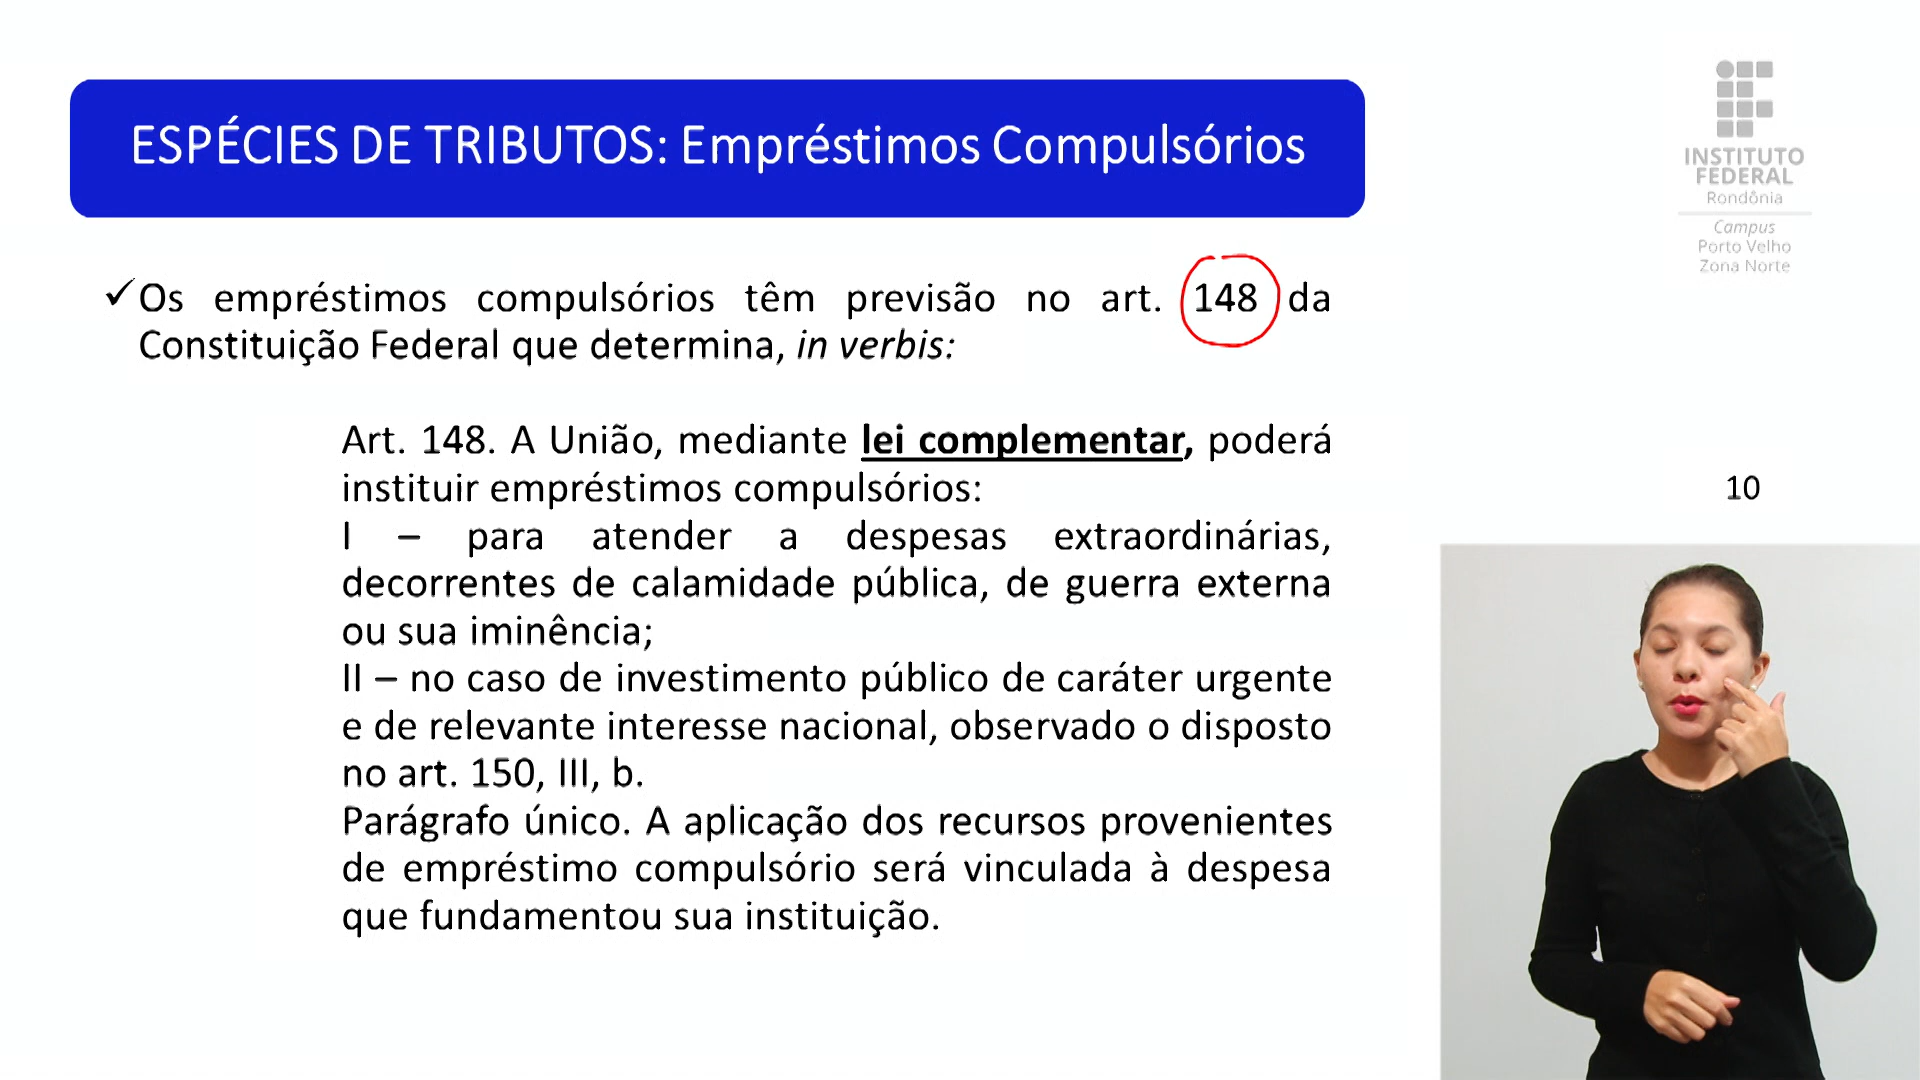 ESPÉCIES DE TRIBUTOS: Empréstimos Compulsórios
INSTITUTO
FEDERAL
Rondônia
Campus
Porto Velho
Zona Norte
✓Os empréstimos compulsórios têm previsão no art. 148 da
Constituição Federal que determina, in verbis:
Art. 148. A União, mediante lei complementar, poderá
instituir empréstimos compulsórios:
I – para atender a despesas extraordinárias,
decorrentes de calamidade pública, de guerra externa
ou sua iminência;
II – no caso de investimento público de caráter urgente
e de relevante interesse nacional, observado o disposto
no art. 150, III, b.
Parágrafo único. A aplicação dos recursos provenientes
de empréstimo compulsório será vinculada à despesa
que fundamentou sua instituição.
10